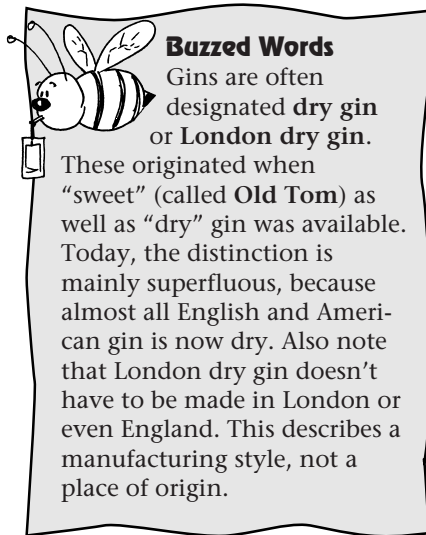 Buzzed Words
Gins are often
designated dry gin
or London dry gin.
These originated when
“sweet” (called Old Tom) as
well as “dry” gin was available.
Today, the distinction is
mainly superfluous, because
almost all English and Ameri-
can gin is now dry. Also note
that London dry gin doesn’t
have to be made in London or
even England. This describes a
manufacturing style, not a
place of origin.